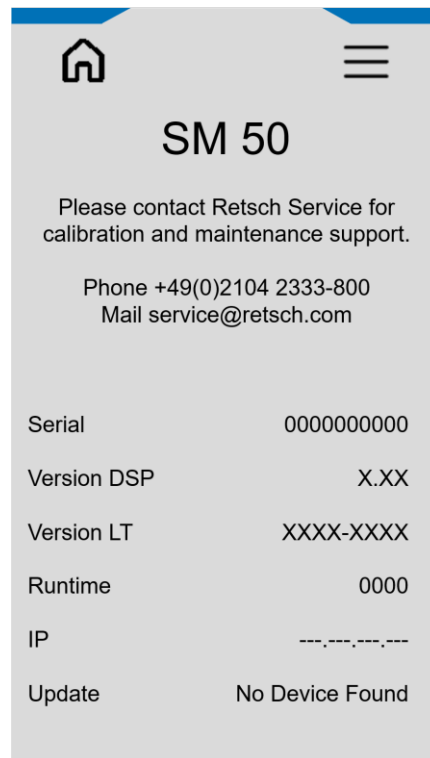 SM 50
Please contact Retsch Service for
calibration and maintenance support.
Phone +49(0)2104 2333-800
Mail service@retsch.com
Serial 0000000000
Version DSP X.XX
Version LT XXXX-XXXX
Runtime 0000
IP ---.---.---.---
Update No Device Found